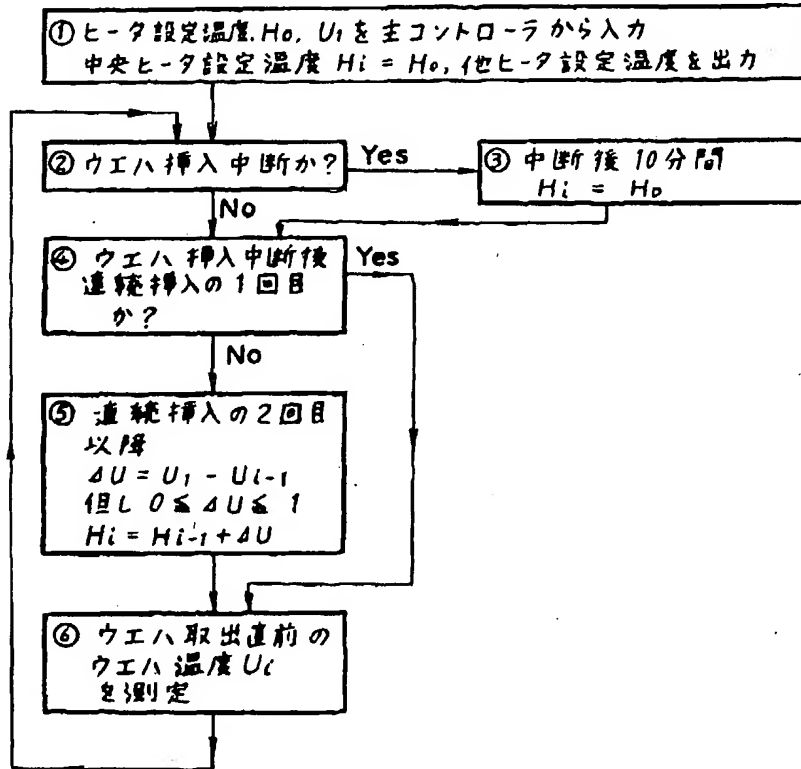 ① ヒータ設定温度 Ho, U1 を主コントローラから入力
中央ヒータ設定温度 Hi = Ho, 他ヒータ設定温度を出力
② ウエハ挿入中断か?
Yes
③ 中断後 10分間
Hi = Ho
No
④ ウエハ挿入中断後
連続挿入の1回目
か?
Yes
No
⑤ 連続挿入の2回目
以降
ΔU = U1 - Ui-1
但し 0 ≦ ΔU ≦ 1
Hi = Hi-1 + ΔU
⑥ ウエハ取出直前の
ウエハ温度 Ui
を測定